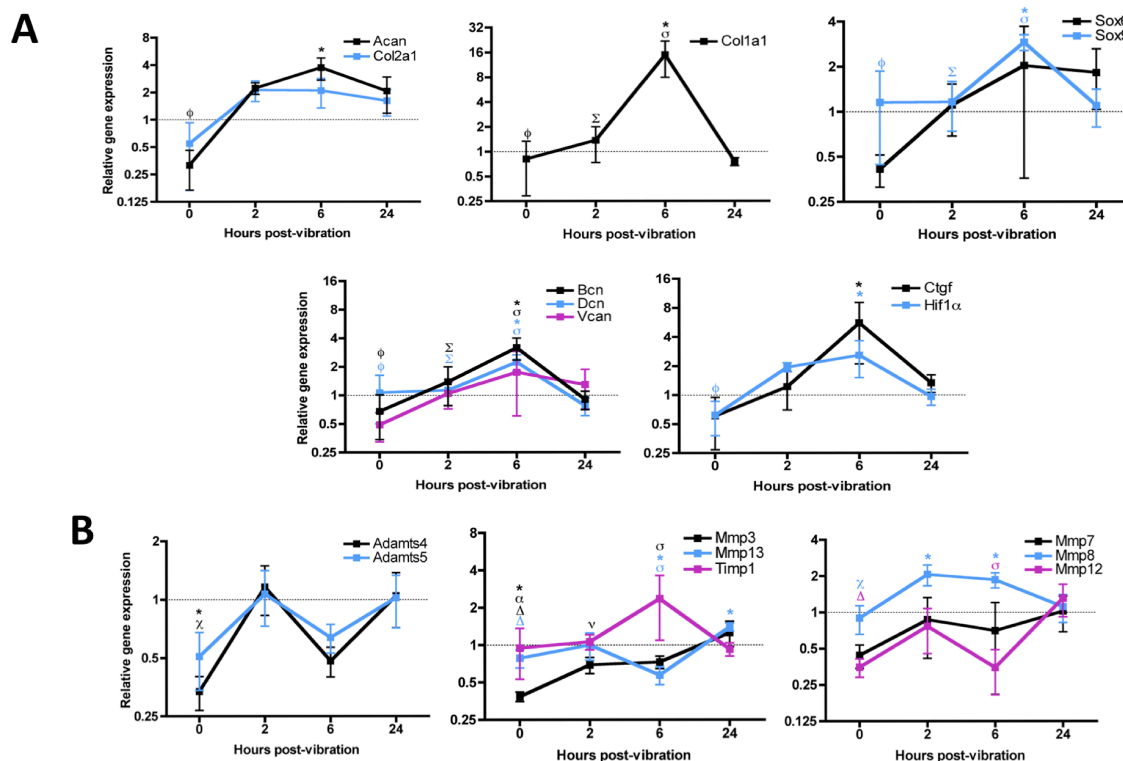 A
Relative gene expression
8
4
2
1
0.5
0.25
0.125
Acan
Col2a1
*
ϕ
0 2 6 24
Hours post-vibration
32
16
8
4
2
1
0.5
0.25
Col1a1
*
σ
Σ
ϕ
0 2 6 24
Hours post-vibration
4
2
1
0.5
0.25
*
σ
ϕ
Σ
0 2 6 24
Hours post-vibration
Relative gene expression
16
8
4
2
1
0.5
0.25
Bcn
Dcn
Vcan
*
σ
*
σ
ϕ
ϕ
Σ
Σ
0 2 6 24
Hours post-vibration
16
8
4
2
1
0.5
0.25
Ctgf
Hif1α
*
*
ϕ
0 2 6 24
Hours post-vibration
B
Relative gene expression
2
1
0.5
0.25
Adamts4
Adamts5
*
χ
0 2 6 24
Hours post-vibration
8
4
2
1
0.5
0.25
Mmp3
Mmp13
Timp1
σ
*
σ
*
α
Δ
Δ
ν
*
0 2 6 24
Hours post-vibration
4
2
1
0.5
0.25
0.125
Mmp7
Mmp8
Mmp12
χ
Δ
*
*
σ
0 2 6 24
Hours post-vibration